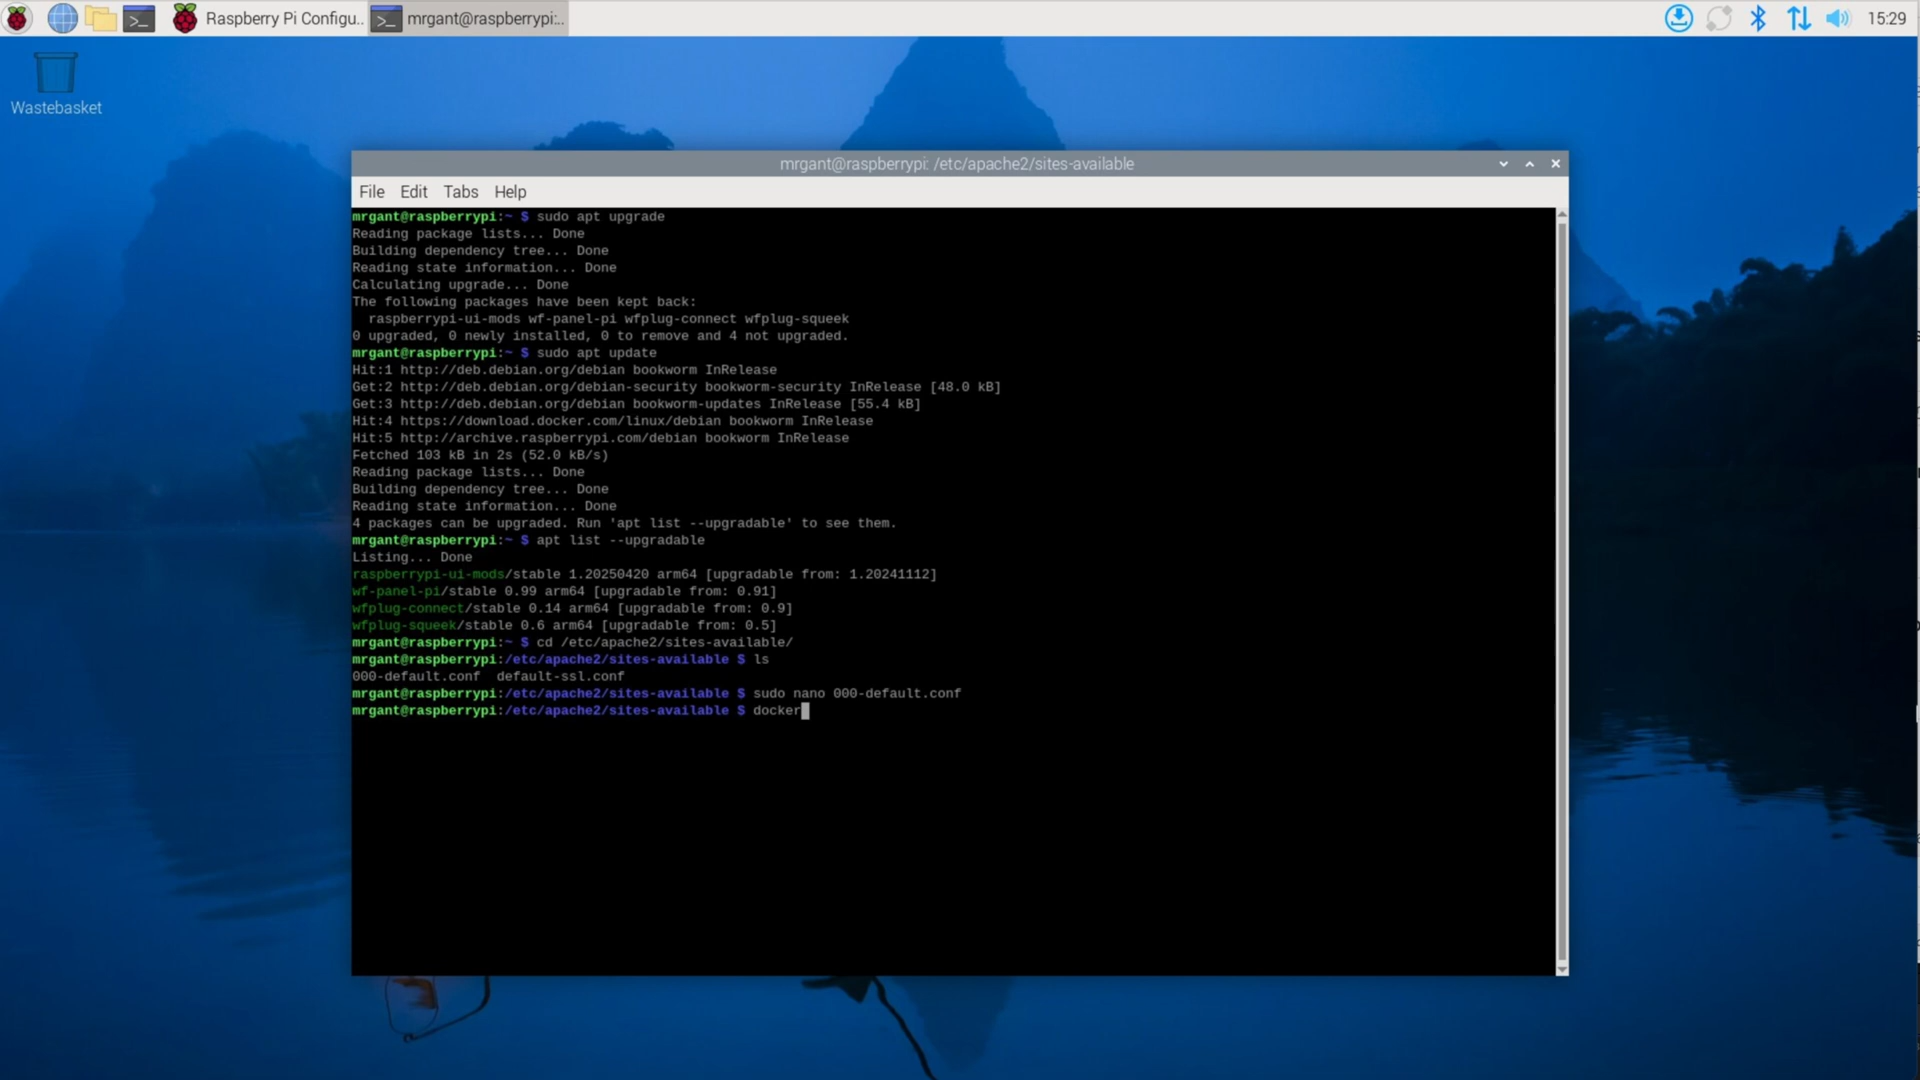 Raspberry Pi Configu..
mrgant@raspberrypi:..
15:29
Wastebasket
mrgant@raspberrypi: /etc/apache2/sites-available
File Edit Tabs Help
mrgant@raspberrypi:~ $ sudo apt upgrade
Reading package lists... Done
Building dependency tree... Done
Reading state information... Done
Calculating upgrade... Done
The following packages have been kept back:
  raspberrypi-ui-mods wf-panel-pi wfplug-connect wfplug-squeek
0 upgraded, 0 newly installed, 0 to remove and 4 not upgraded.
mrgant@raspberrypi:~ $ sudo apt update
Hit:1 http://deb.debian.org/debian bookworm InRelease
Get:2 http://deb.debian.org/debian-security bookworm-security InRelease [48.0 kB]
Get:3 http://deb.debian.org/debian bookworm-updates InRelease [55.4 kB]
Hit:4 https://download.docker.com/linux/debian bookworm InRelease
Hit:5 http://archive.raspberrypi.com/debian bookworm InRelease
Fetched 103 kB in 2s (52.0 kB/s)
Reading package lists... Done
Building dependency tree... Done
Reading state information... Done
4 packages can be upgraded. Run 'apt list --upgradable' to see them.
mrgant@raspberrypi:~ $ apt list --upgradable
Listing... Done
raspberrypi-ui-mods/stable 1.20250420 arm64 [upgradable from: 1.20241112]
wf-panel-pi/stable 0.99 arm64 [upgradable from: 0.91]
wfplug-connect/stable 0.14 arm64 [upgradable from: 0.9]
wfplug-squeek/stable 0.6 arm64 [upgradable from: 0.5]
mrgant@raspberrypi:~ $ cd /etc/apache2/sites-available/
mrgant@raspberrypi:/etc/apache2/sites-available $ ls
000-default.conf  default-ssl.conf
mrgant@raspberrypi:/etc/apache2/sites-available $ sudo nano 000-default.conf
mrgant@raspberrypi:/etc/apache2/sites-available $ docker